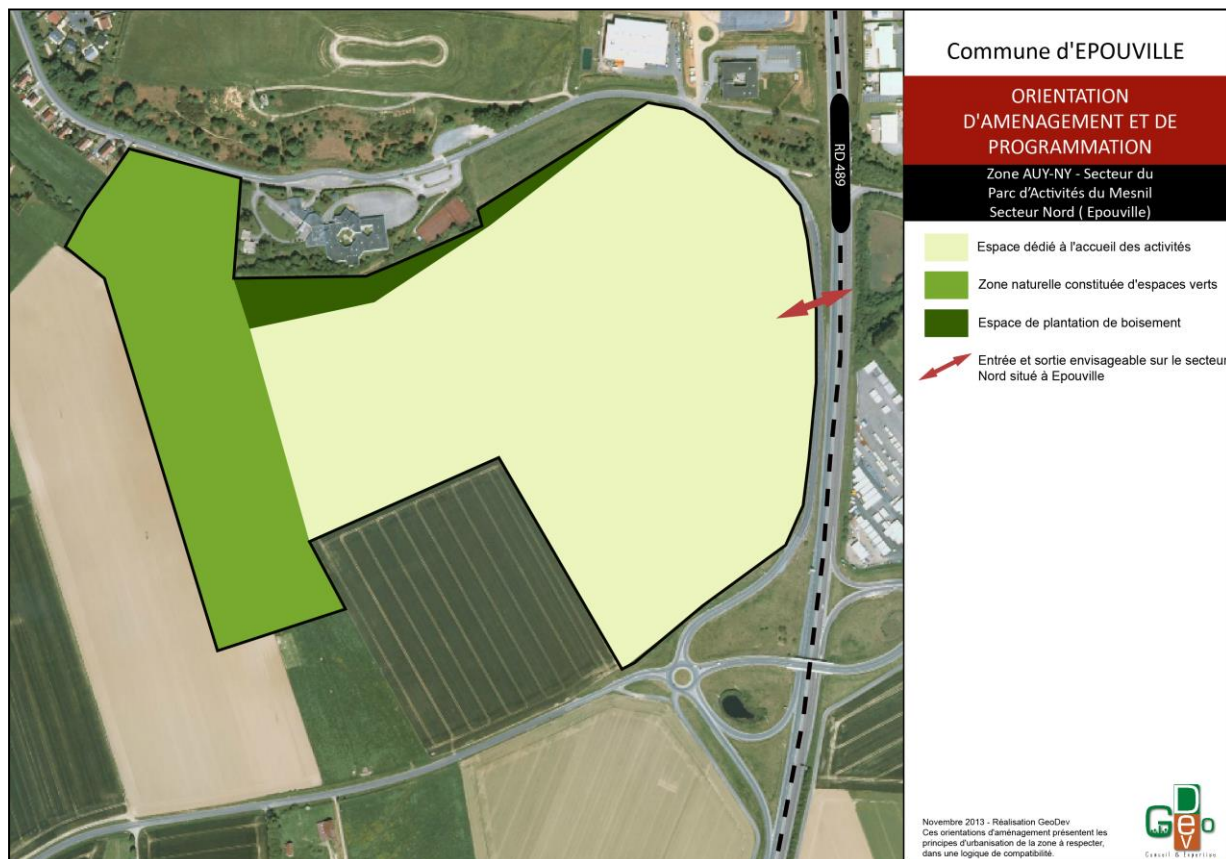 Commune d'EPOUVILLE
ORIENTATION
D'AMENAGEMENT ET DE
PROGRAMMATION
Zone AUY-NY - Secteur du
Parc d'Activités du Mesnil
Secteur Nord ( Epouville)
RD 489
Espace dédié à l'accueil des activités
Zone naturelle constituée d'espaces verts
Espace de plantation de boisement
Entrée et sortie envisageable sur le secteur
Nord situé à Epouville
Novembre 2013 - Réalisation GeoDev
Ces orientations d'aménagement présentent les
principes d'urbanisation de la zone à respecter,
dans une logique de compatibilité.
GeoDev
Conseil & Expertise